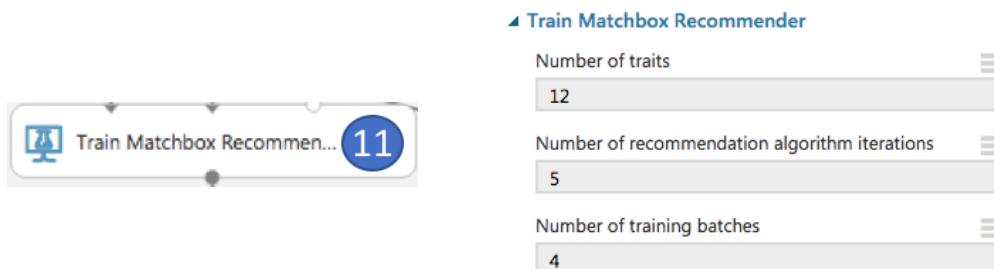 Train Matchbox Recommen...
11
Train Matchbox Recommender
Number of traits
12
Number of recommendation algorithm iterations
5
Number of training batches
4